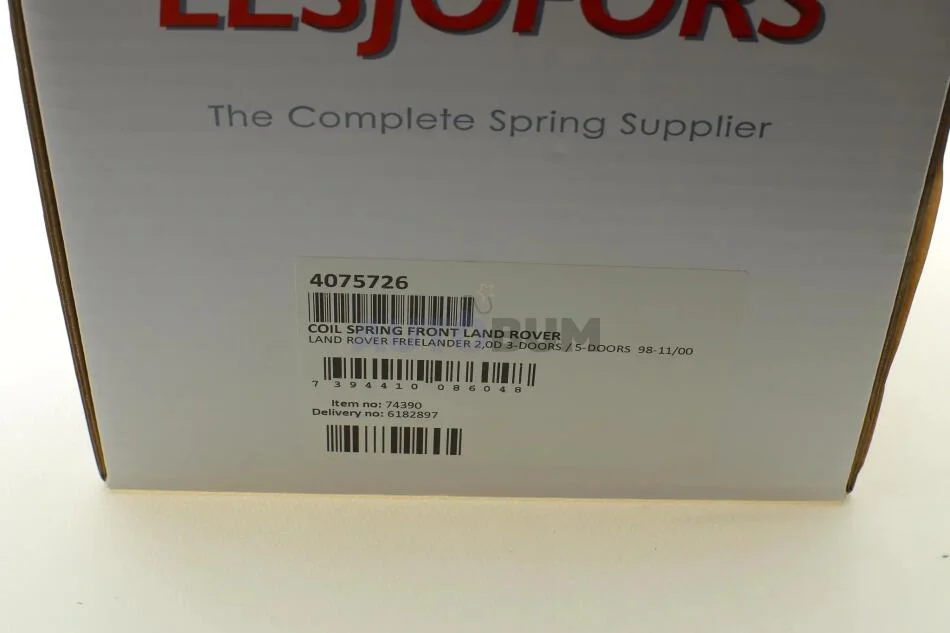 LESJÖFORS
The Complete Spring Supplier
4075726
COIL SPRING FRONT LAND ROVER
LAND ROVER FREELANDER 2,0D 3-DOORS / 5-DOORS 98-11/00
AUTOBUM
7 394410 086048
Item no: 74390
Delivery no: 6182897